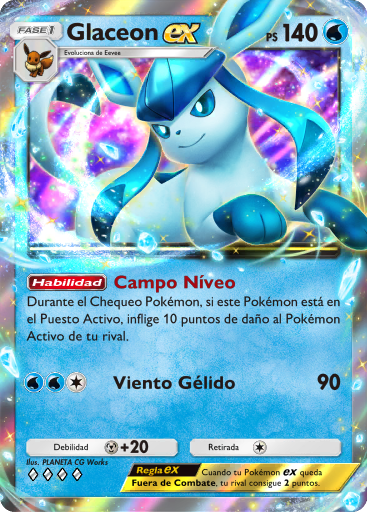 FASE 1 Glaceon ex PS 140
Evoluciona de Eevee
Habilidad Campo Níveo
Durante el Chequeo Pokémon, si este Pokémon está en
el Puesto Activo, inflige 10 puntos de daño al Pokémon
Activo de tu rival.
Viento Gélido 90
Debilidad +20 Retirada
Ilus. PLANETA CG Works
Regla ex Cuando tu Pokémon ex queda
Fuera de Combate, tu rival consigue 2 puntos.